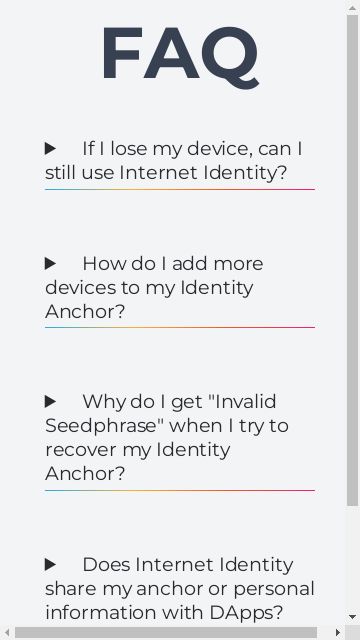 FAQ
If I lose my device, can I
still use Internet Identity?
How do I add more
devices to my Identity
Anchor?
Why do I get "Invalid
Seedphrase" when I try to
recover my Identity
Anchor?
Does Internet Identity
share my anchor or personal
information with DApps?